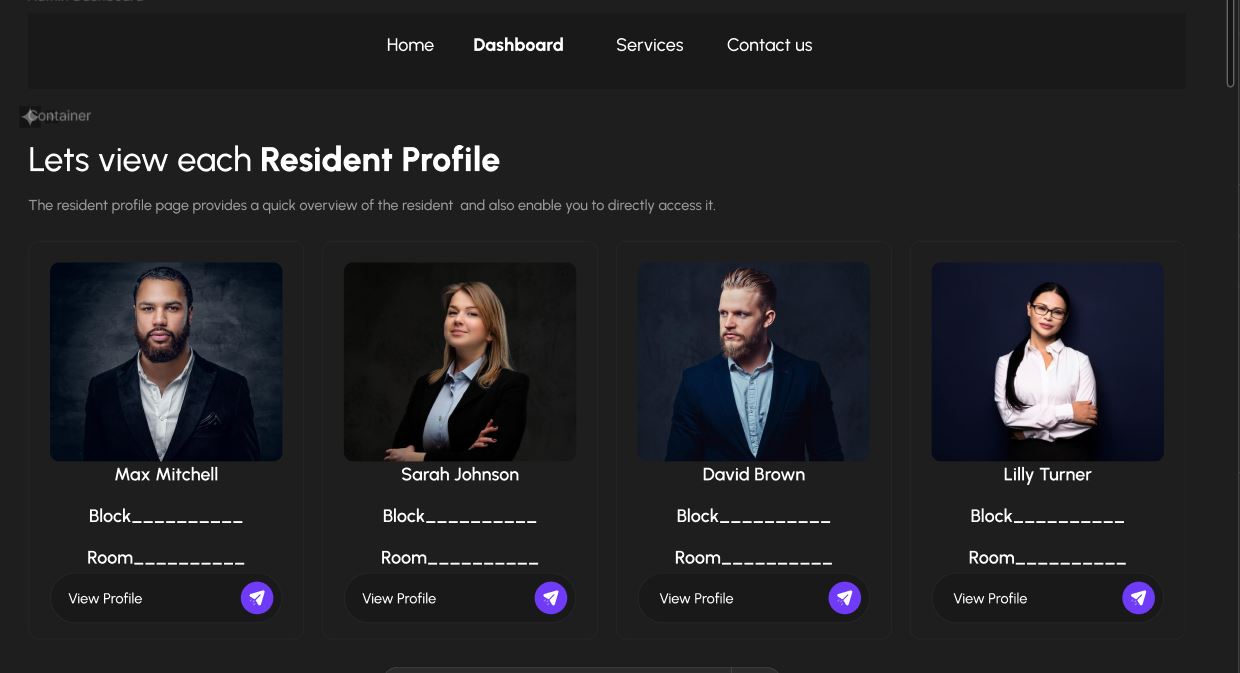 Admin Dashboard
Home Dashboard Services Contact us
Container
Lets view each Resident Profile
The resident profile page provides a quick overview of the resident  and also enable you to directly access it.
Max Mitchell Sarah Johnson David Brown Lilly Turner
Block__________ Block__________ Block__________ Block__________
Room__________ Room__________ Room__________ Room__________
View Profile View Profile View Profile View Profile